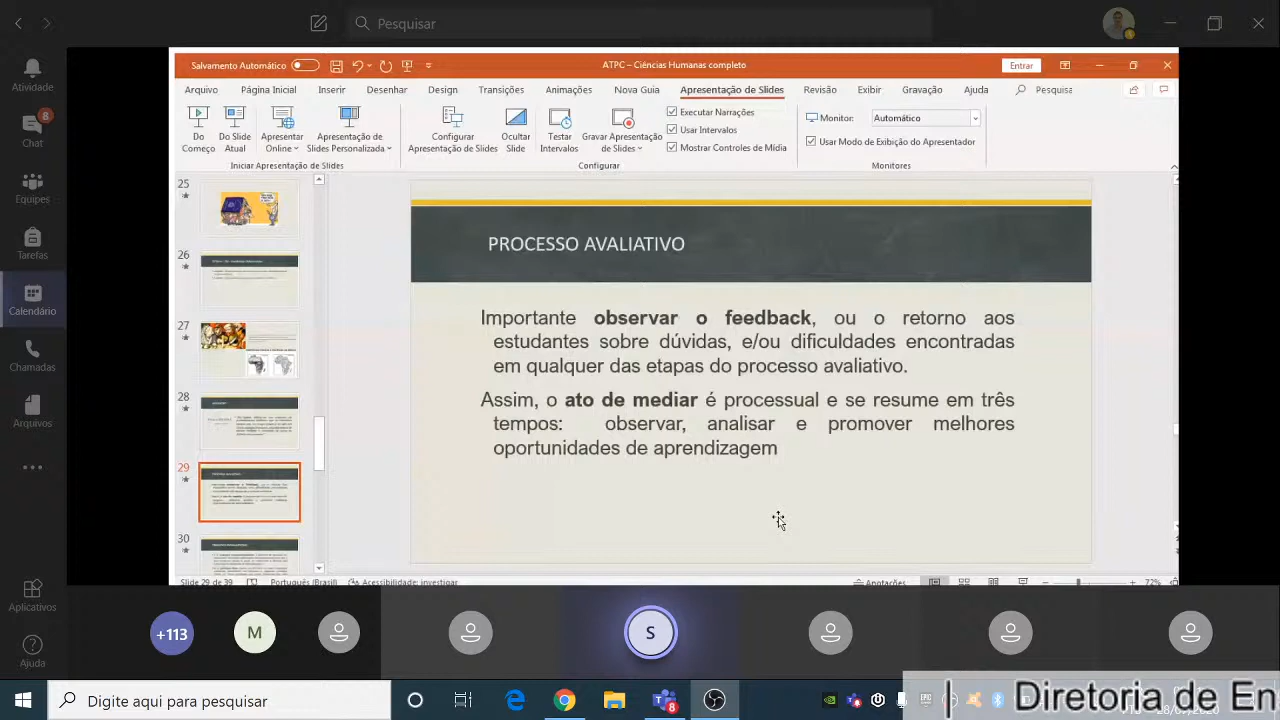 Pesquisar
Atividade
8
Chat
Equipes
Tarefas
Calendário
Chamadas
Arquivos
Aplicativos
Ajuda
Salvamento Automático
ATPC – Ciências Humanas completo
Entrar
Arquivo Página Inicial Inserir Desenhar Design Transições Animações Nova Guia Apresentação de Slides Revisão Exibir Gravação Ajuda Pesquisa
Do Começo
Do Slide Atual
Apresentar Online
Apresentação de Slides Personalizada
Configurar Apresentação de Slides
Ocultar Slide
Testar Intervalos
Gravar Apresentação de Slides
Executar Narrações
Usar Intervalos
Mostrar Controles de Mídia
Monitor: Automático
Usar Modo de Exibição do Apresentador
Iniciar Apresentação de Slides
Configurar
Monitores
25
26
27
28
29
30
PROCESSO AVALIATIVO
Importante observar o feedback, ou o retorno aos
estudantes sobre dúvidas, e/ou dificuldades encontradas
em qualquer das etapas do processo avaliativo.
Assim, o ato de mediar é processual e se resume em três
tempos: observar, analisar e promover melhores
oportunidades de aprendizagem
Slide 29 de 39 Português (Brasil) Acessibilidade: investigar Anotações 72%
+113
M
S
Digite aqui para pesquisar
8
Diretoria de En